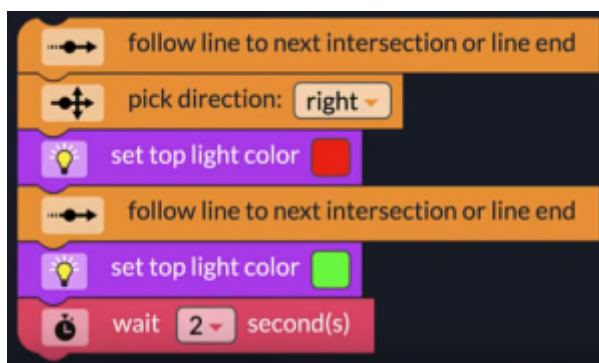 follow line to next intersection or line end
pick direction: right
set top light color
follow line to next intersection or line end
set top light color
wait 2 second(s)